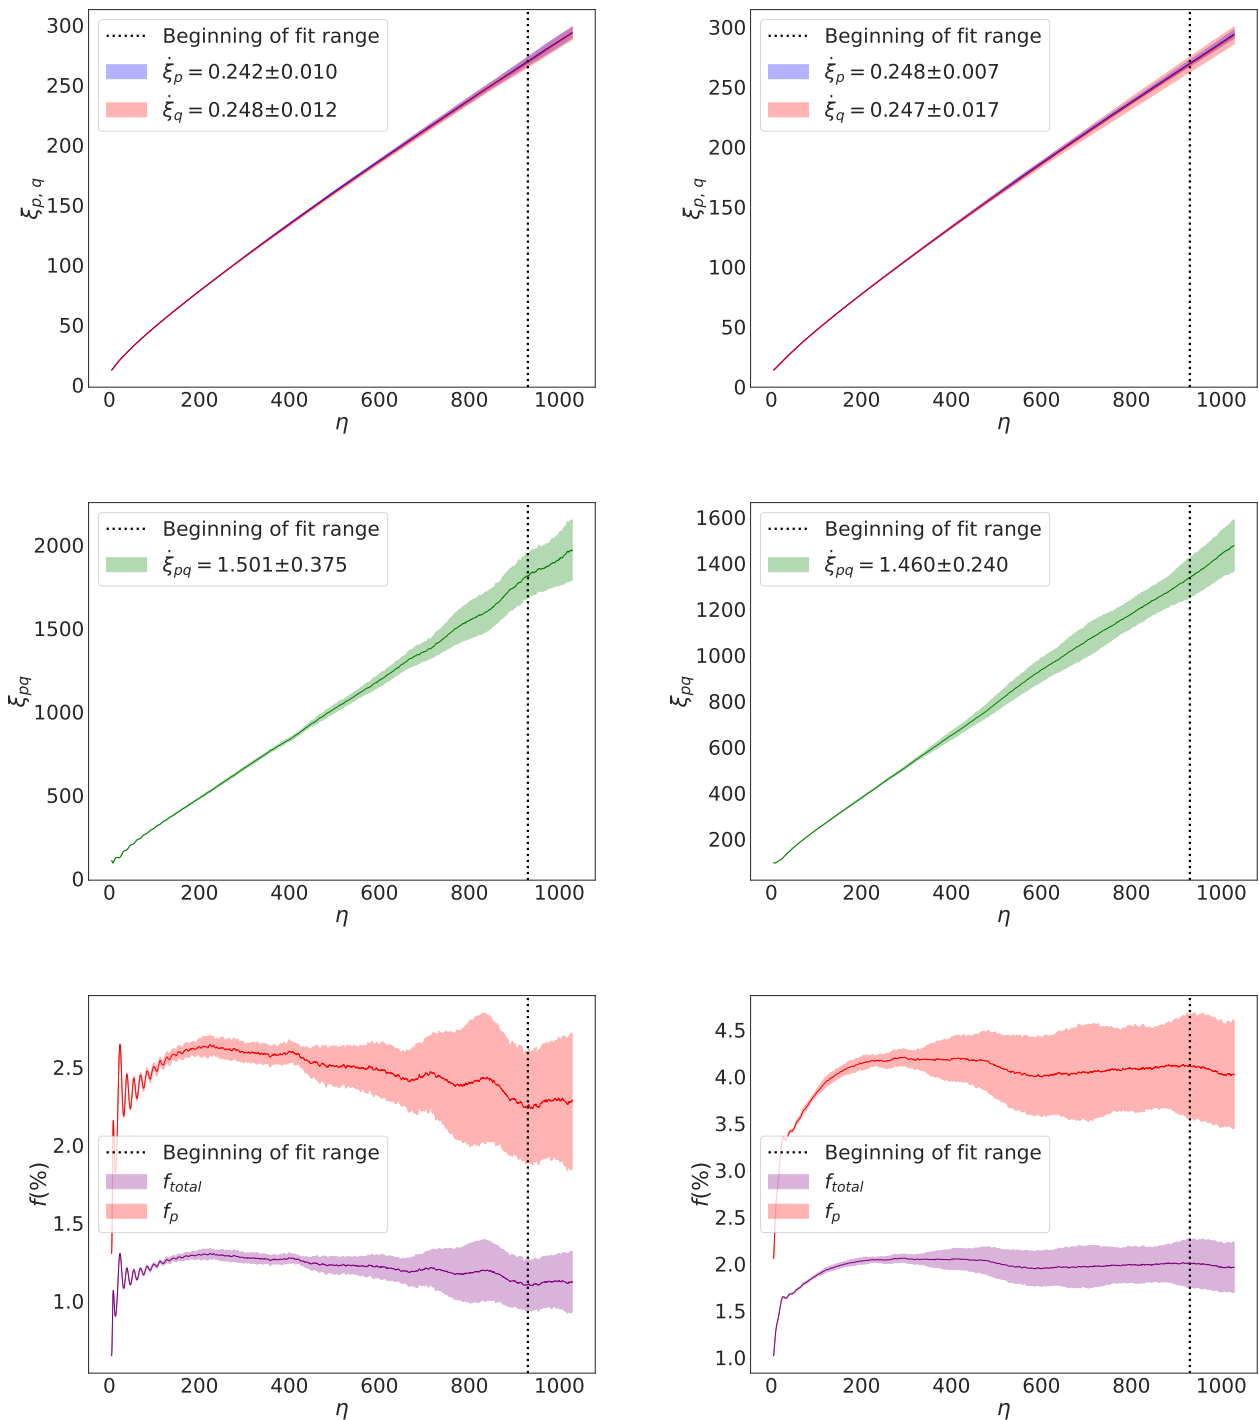 Beginning of fit range
ξ̇p = 0.242±0.010
ξ̇q = 0.248±0.012
300
250
200
150
100
50
0
ξp, q
0 200 400 600 800 1000
η
Beginning of fit range
ξ̇p = 0.248±0.007
ξ̇q = 0.247±0.017
300
250
200
150
100
50
0
ξp, q
0 200 400 600 800 1000
η
Beginning of fit range
ξ̇pq = 1.501±0.375
2000
1500
1000
500
0
ξpq
0 200 400 600 800 1000
η
Beginning of fit range
ξ̇pq = 1.460±0.240
1600
1400
1200
1000
800
600
400
200
ξpq
0 200 400 600 800 1000
η
2.5
2.0
1.5
1.0
f(%)
Beginning of fit range
ftotal
fp
0 200 400 600 800 1000
η
4.5
4.0
3.5
3.0
2.5
2.0
1.5
1.0
f(%)
Beginning of fit range
ftotal
fp
0 200 400 600 800 1000
η